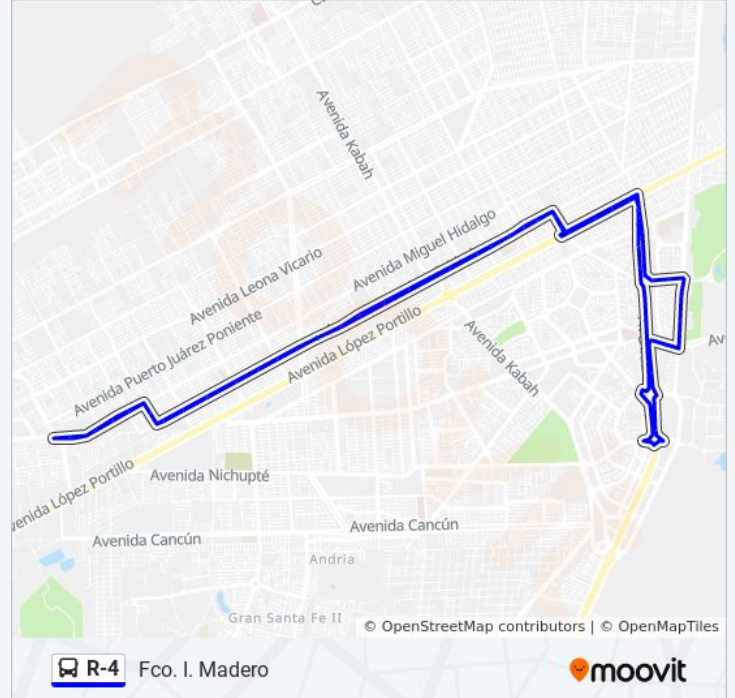 Avenida Kabah
Avenida Miguel Hidalgo
Avenida Leona Vicario
Avenida Puerto Juárez Poniente
Avenida López Portillo
Avenida Kabah
Av
Avenida López Portillo
Avenida Nichupté
Avenida Cancún
Avenida Cancún
Andria
Gran Santa Fe II
© OpenStreetMap contributors | © OpenMapTiles
R-4 Fco. I. Madero
moovit